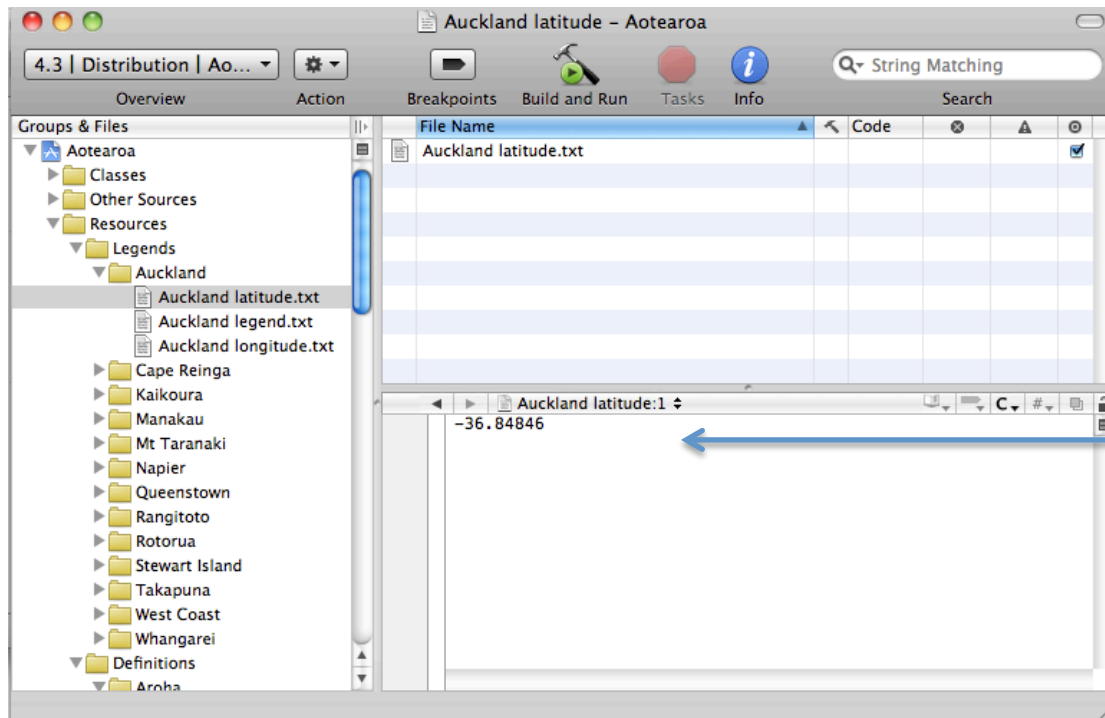 Auckland latitude – Aotearoa
4.3 | Distribution | Ao...
String Matching
Overview
Action
Breakpoints
Build and Run
Tasks
Info
Search
Groups & Files
Aotearoa
Classes
Other Sources
Resources
Legends
Auckland
Auckland latitude.txt
Auckland legend.txt
Auckland longitude.txt
Cape Reinga
Kaikoura
Manakau
Mt Taranaki
Napier
Queenstown
Rangitoto
Rotorua
Stewart Island
Takapuna
West Coast
Whangarei
Definitions
Aroha
File Name
Code
Auckland latitude.txt
Auckland latitude:1
C
#
-36.84846